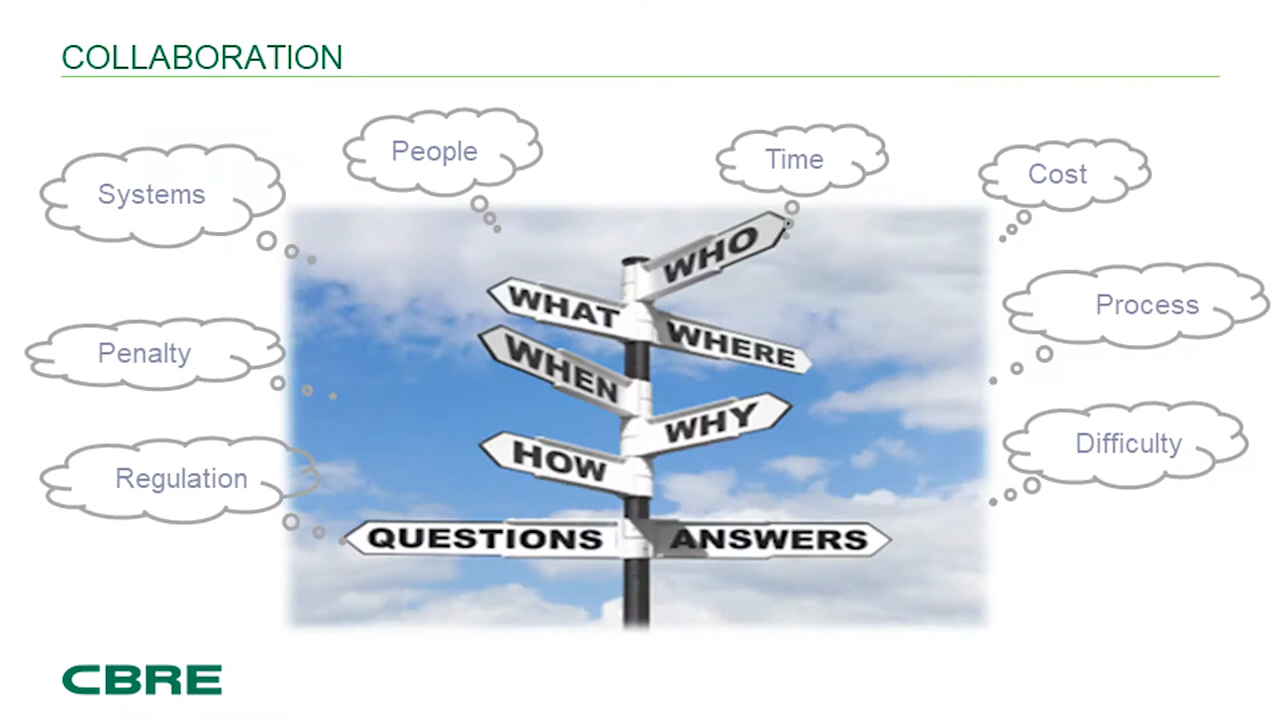 COLLABORATION
People
Time
Cost
Systems
WHO
WHAT
WHERE
Process
Penalty
WHEN
WHY
Difficulty
HOW
Regulation
QUESTIONS
ANSWERS
CBRE